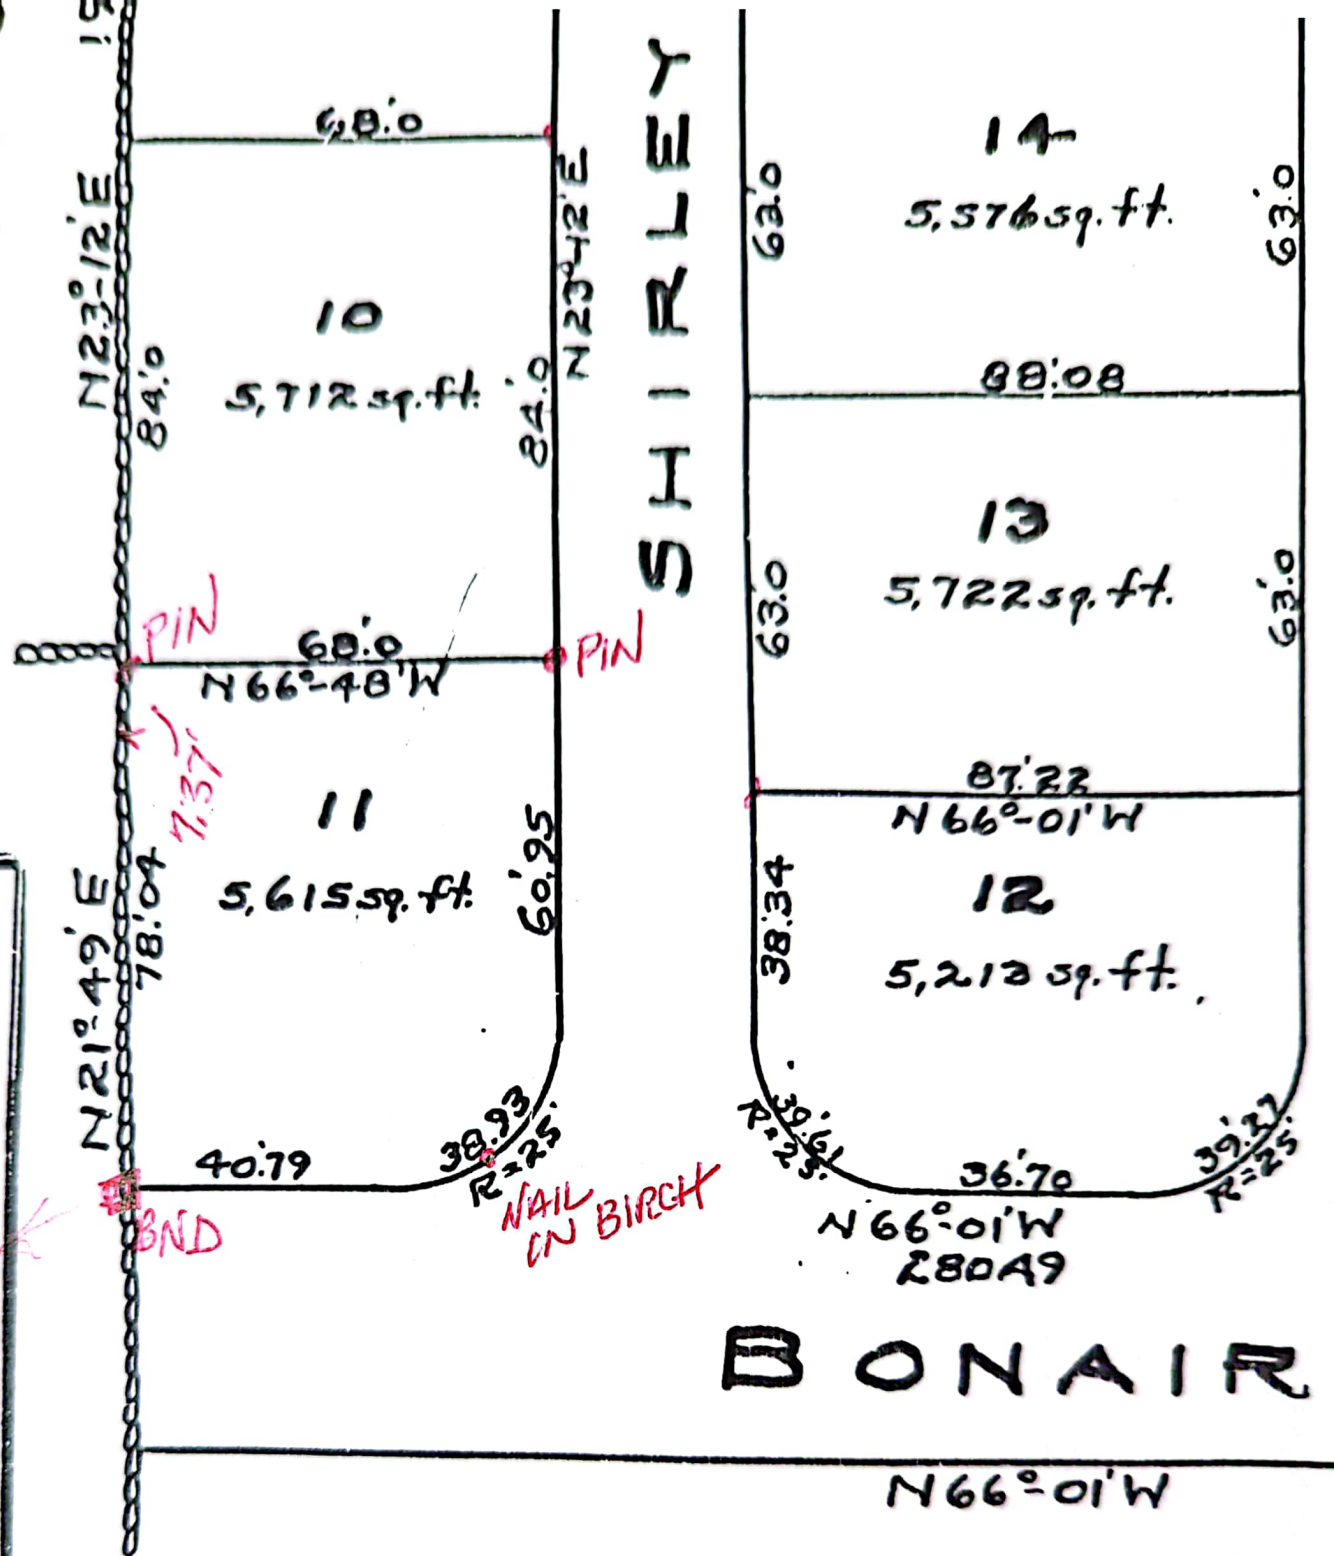 68.'0
N23°-12'E
84.'0
10
5,712 sq.ft.
84.0
N23°-12'E
SHIRLEY
14
5,576 sq.ft.
63.0
63.'0
88.'08
13
5,722 sq.ft.
63.'0
63.'0
PIN
68.'0
N66°-48'W
PIN
7.37'
11
5,615 sq. ft.
60.'95
78.'04
N21°-49'E
87.'22
N66°-01'W
12
5,213 sq. ft.
38.'34
40.'79
38.'93
R=25.'
BND
NAIL
IN BIRCH
39.'61
R=25.'
36.'70
39.'37
R=25.'
N66°-01'W
280.49
BONAIR
N66°-01'W